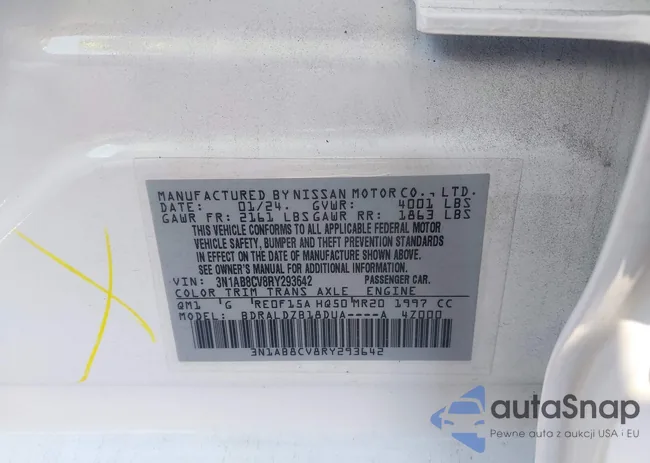 MANUFACTURED BY NISSAN MOTOR CO., LTD.
DATE: 01/24. GVWR: 4001 LBS
GAWR FR: 2161 LBS GAWR RR: 1863 LBS
THIS VEHICLE CONFORMS TO ALL APPLICABLE FEDERAL MOTOR
VEHICLE SAFETY, BUMPER AND THEFT PREVENTION STANDARDS
IN EFFECT ON THE DATE OF MANUFACTURE SHOWN ABOVE.
SEE OWNER'S MANUAL FOR ADDITIONAL INFORMATION.
VIN: 3N1AB8CV8RY293642 PASSENGER CAR.
COLOR TRIM TRANS AXLE ENGINE
QM1 'G RE0F15A HQ50 MR20 1997 CC
MODEL: BDRALDZB18DUA----A 4Z000
3N1AB8CV8RY293642
autaSnap
Pewne auta z aukcji USA i EU